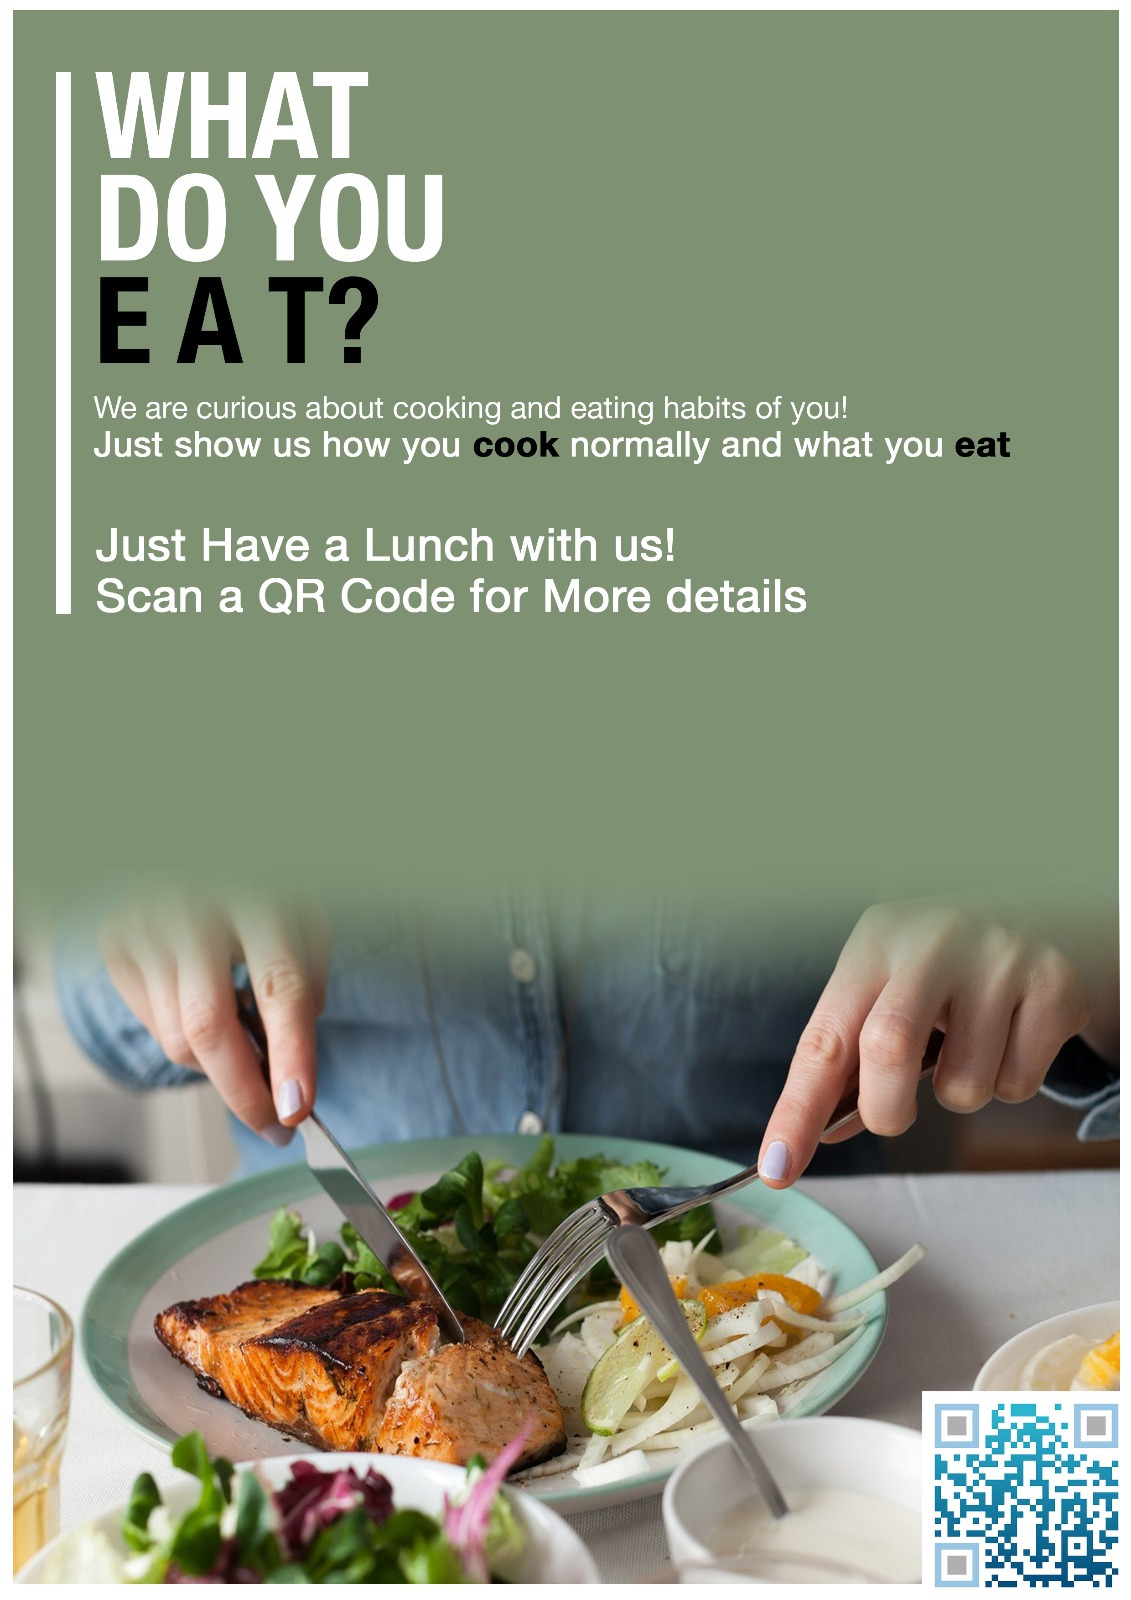 WHAT
DO YOU
E A T?
We are curious about cooking and eating habits of you!
Just show us how you cook normally and what you eat
Just Have a Lunch with us!
Scan a QR Code for More details